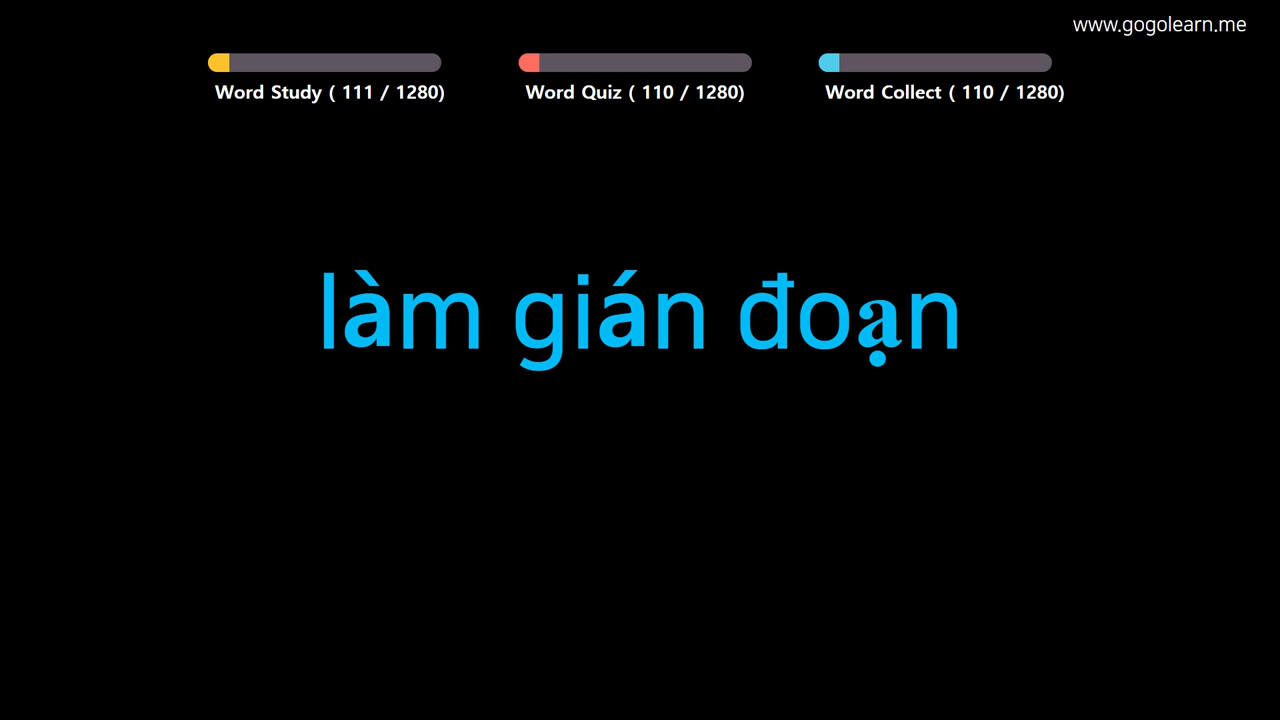 www.gogolearn.me
Word Study ( 111 / 1280)
Word Quiz ( 110 / 1280)
Word Collect ( 110 / 1280)
làm gián đoạn